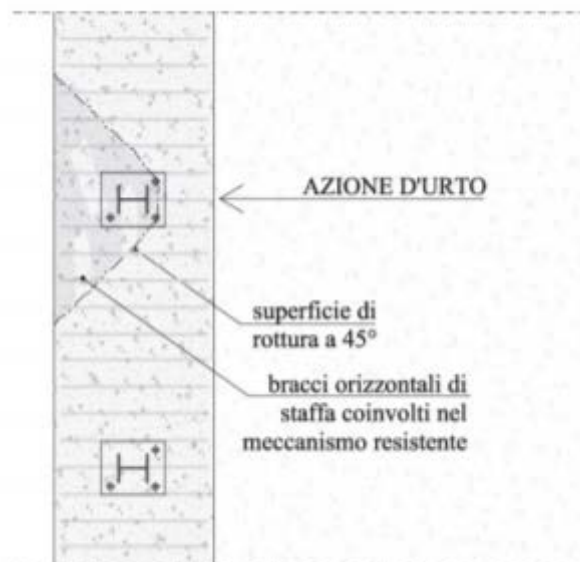 AZIONE D'URTO
superficie di
rottura a 45°
bracci orizzontali di
staffa coinvolti nel
meccanismo resistente